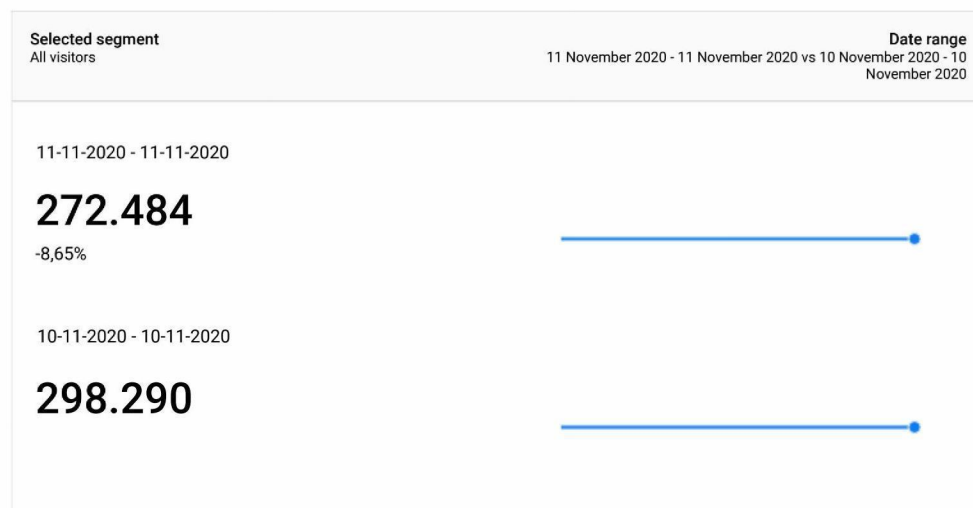 Selected segment
All visitors
Date range
11 November 2020 - 11 November 2020 vs 10 November 2020 - 10
November 2020
11-11-2020 - 11-11-2020
272.484
-8,65%
10-11-2020 - 10-11-2020
298.290